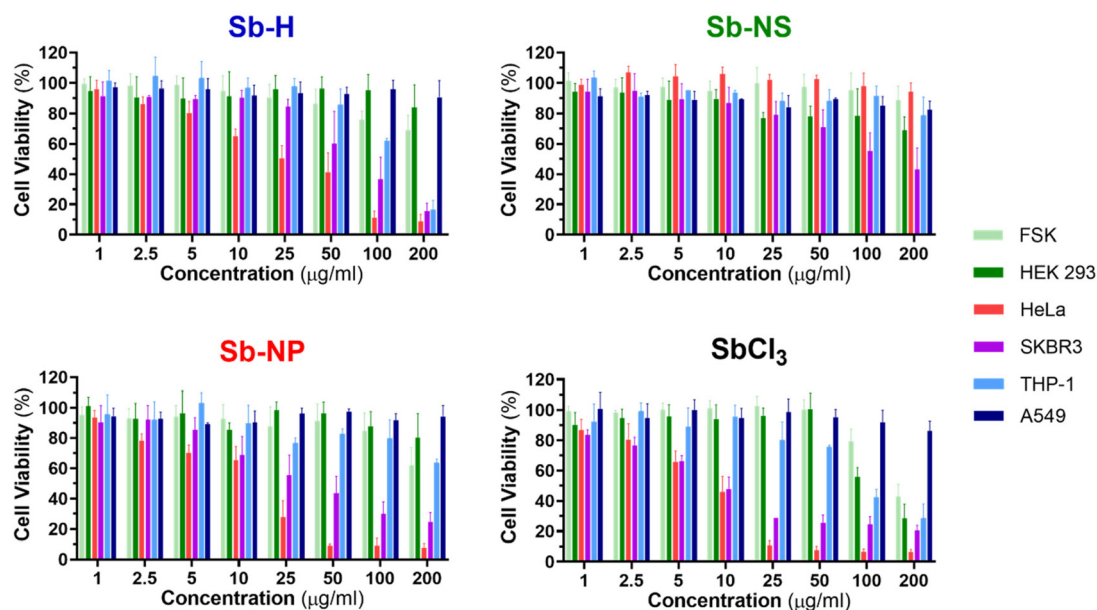 Sb-H
120
100
80
60
40
20
0
Cell Viability (%)
1 2.5 5 10 25 50 100 200
Concentration (μg/ml)
Sb-NS
120
100
80
60
40
20
0
Cell Viability (%)
1 2.5 5 10 25 50 100 200
Concentration (μg/ml)
Sb-NP
120
100
80
60
40
20
0
Cell Viability (%)
1 2.5 5 10 25 50 100 200
Concentration (μg/ml)
SbCl₃
120
100
80
60
40
20
0
Cell Viability (%)
1 2.5 5 10 25 50 100 200
Concentration (μg/ml)
FSK
HEK 293
HeLa
SKBR3
THP-1
A549